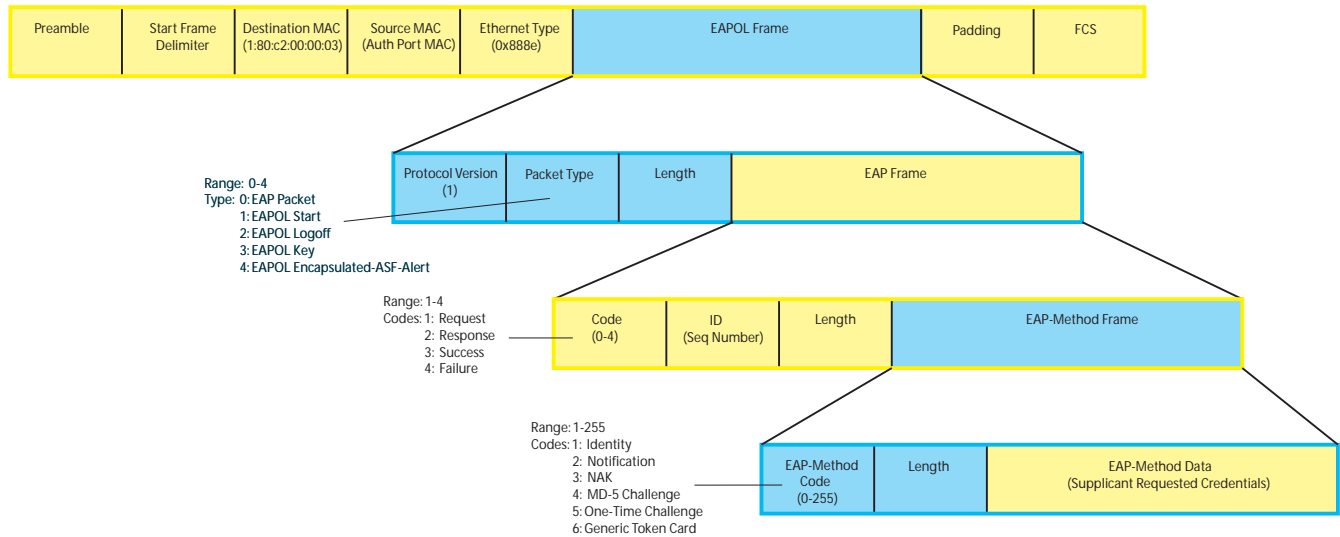 Preamble
Start Frame
Delimiter
Destination MAC
(1:80:c2:00:00:03)
Source MAC
(Auth Port MAC)
Ethernet Type
(0x888e)
EAPOL Frame
Padding
FCS
Protocol Version
(1)
Packet Type
Length
EAP Frame
Range: 0-4
Type: 0: EAP Packet
1: EAPOL Start
2: EAPOL Logoff
3: EAPOL Key
4: EAPOL Encapsulated-ASF-Alert
Range: 1-4
Codes: 1: Request
2: Response
3: Success
4: Failure
Code
(0-4)
ID
(Seq Number)
Length
EAP-Method Frame
Range: 1-255
Codes: 1: Identity
2: Notification
3: NAK
4: MD-5 Challenge
5: One-Time Challenge
6: Generic Token Card
EAP-Method
Code
(0-255)
Length
EAP-Method Data
(Supplicant Requested Credentials)